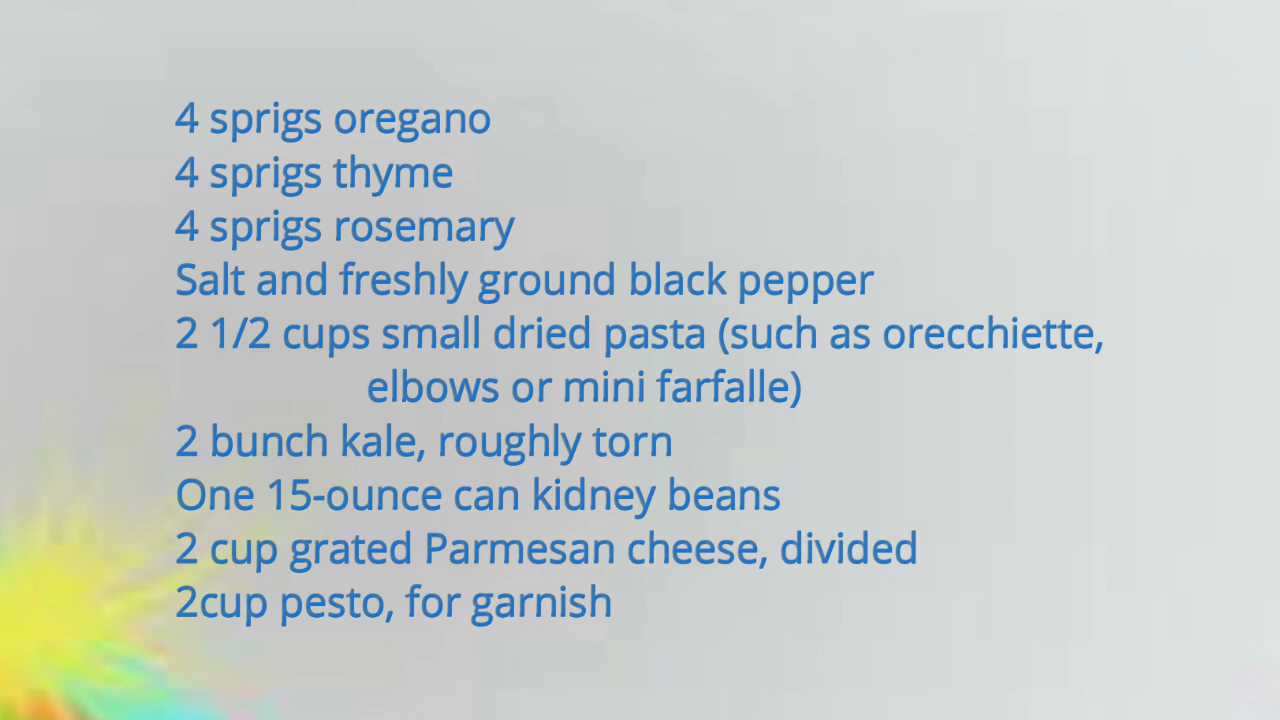 4 sprigs oregano
4 sprigs thyme
4 sprigs rosemary
Salt and freshly ground black pepper
2 1/2 cups small dried pasta (such as orecchiette,
elbows or mini farfalle)
2 bunch kale, roughly torn
One 15-ounce can kidney beans
2 cup grated Parmesan cheese, divided
2cup pesto, for garnish